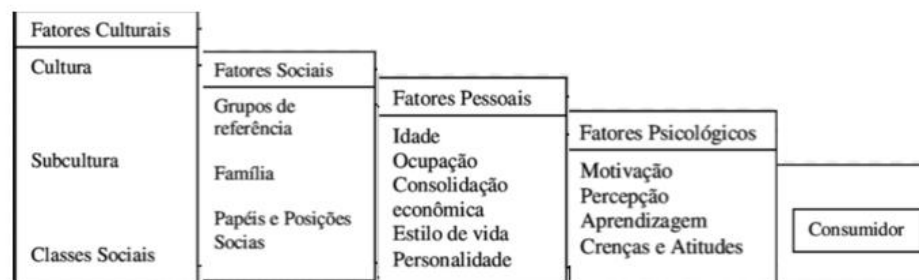 Fatores Culturais
Cultura
Subcultura
Classes Sociais
Fatores Sociais
Grupos de
referência
Família
Papéis e Posições
Socias
Fatores Pessoais
Idade
Ocupação
Consolidação
econômica
Estilo de vida
Personalidade
Fatores Psicológicos
Motivação
Percepção
Aprendizagem
Crenças e Atitudes
Consumidor